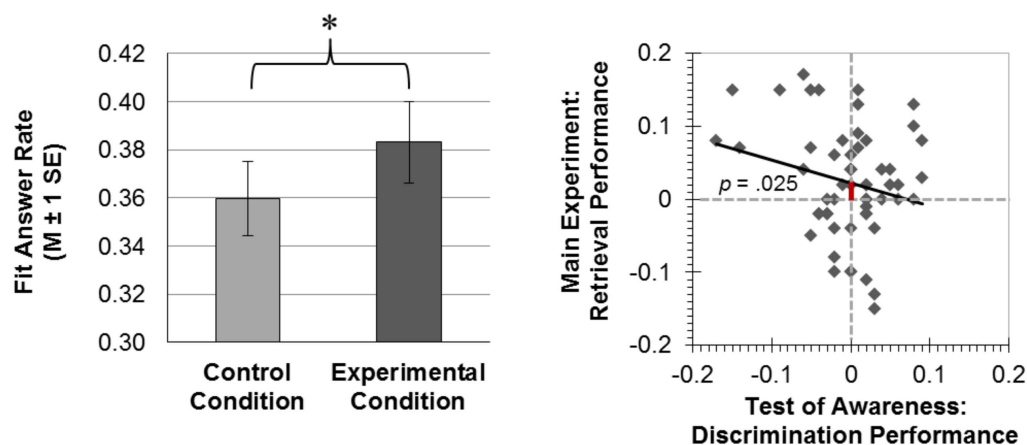 *
0.42
0.40
0.38
0.36
0.34
0.32
0.30
Fit Answer Rate
(M ± 1 SE)
Control
Condition
Experimental
Condition
0.2
0.1
0
-0.1
-0.2
Main Experiment:
Retrieval Performance
p = .025
-0.2
-0.1
0
0.1
0.2
Test of Awareness:
Discrimination Performance